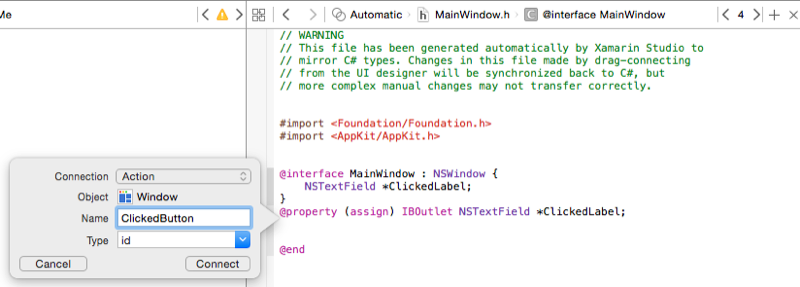 Me
Automatic
h MainWindow.h
C @interface MainWindow
4
// WARNING
// This file has been generated automatically by Xamarin Studio to
// mirror C# types. Changes in this file made by drag-connecting
// from the UI designer will be synchronized back to C#, but
// more complex manual changes may not transfer correctly.
#import <Foundation/Foundation.h>
#import <AppKit/AppKit.h>
@interface MainWindow : NSWindow {
NSTextField *ClickedLabel;
}
@property (assign) IBOutlet NSTextField *ClickedLabel;
@end
Connection Action
Object Window
Name ClickedButton
Type id
Cancel Connect